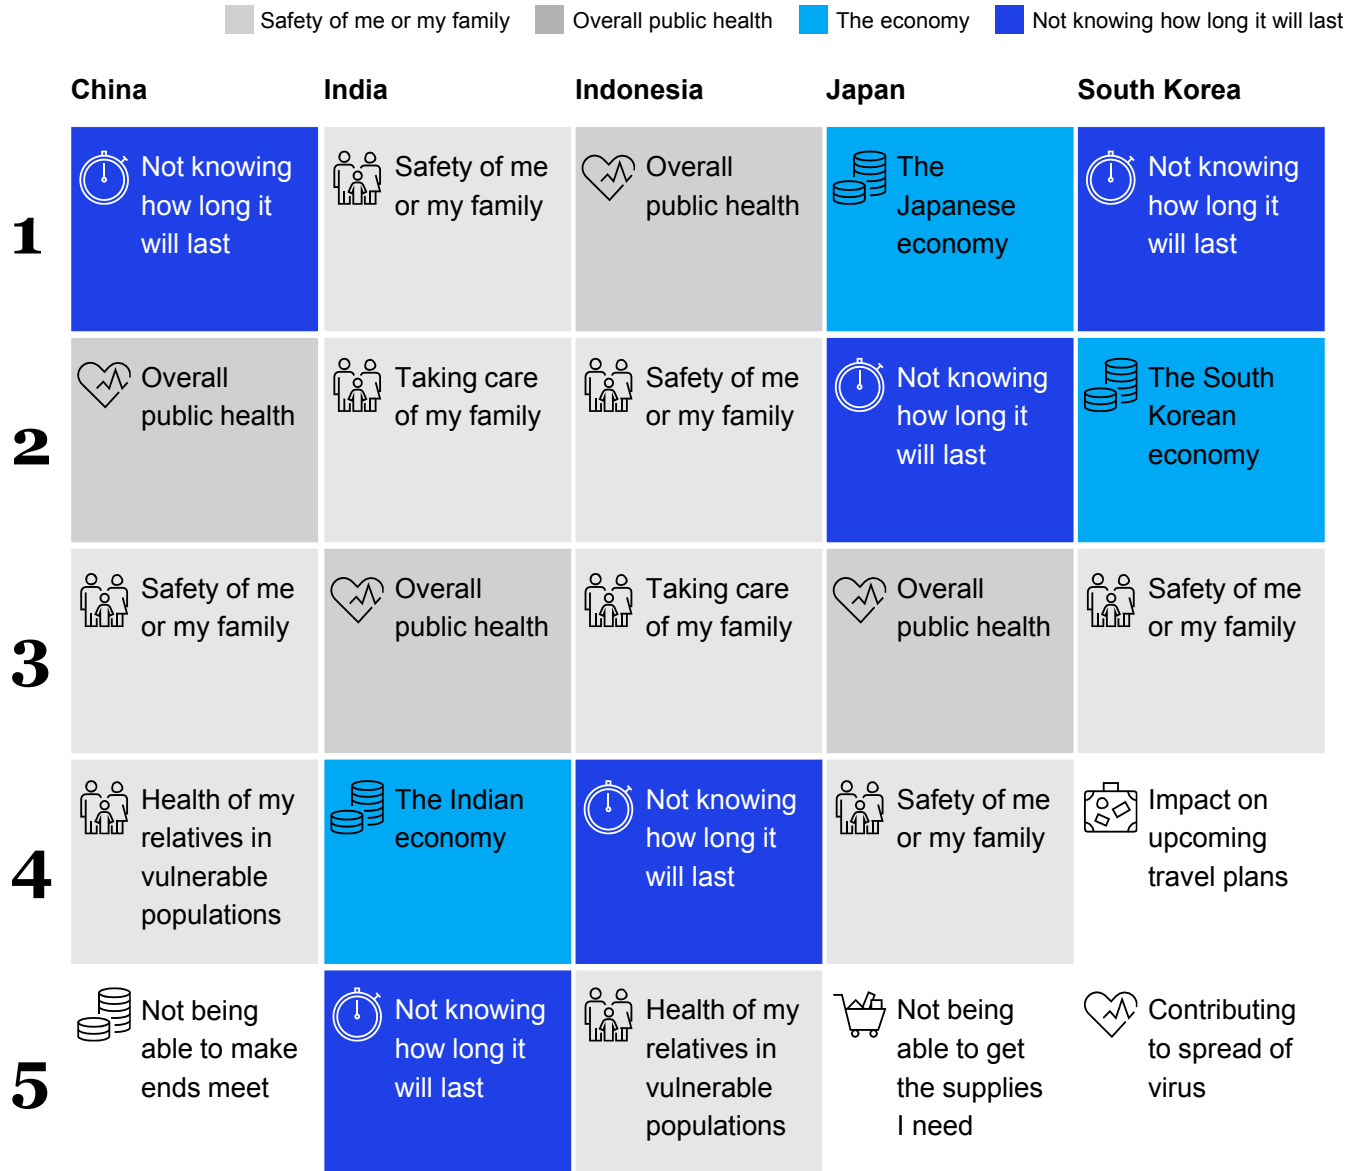 Safety of me or my family Overall public health The economy Not knowing how long it will last
China India Indonesia Japan South Korea
1
Not knowing
how long it
will last
Safety of me
or my family
Overall
public health
The
Japanese
economy
Not knowing
how long it
will last
2
Overall
public health
Taking care
of my family
Safety of me
or my family
Not knowing
how long it
will last
The South
Korean
economy
3
Safety of me
or my family
Overall
public health
Taking care
of my family
Overall
public health
Safety of me
or my family
4
Health of my
relatives in
vulnerable
populations
The Indian
economy
Not knowing
how long it
will last
Safety of me
or my family
Impact on
upcoming
travel plans
5
Not being
able to make
ends meet
Not knowing
how long it
will last
Health of my
relatives in
vulnerable
populations
Not being
able to get
the supplies
I need
Contributing
to spread of
virus